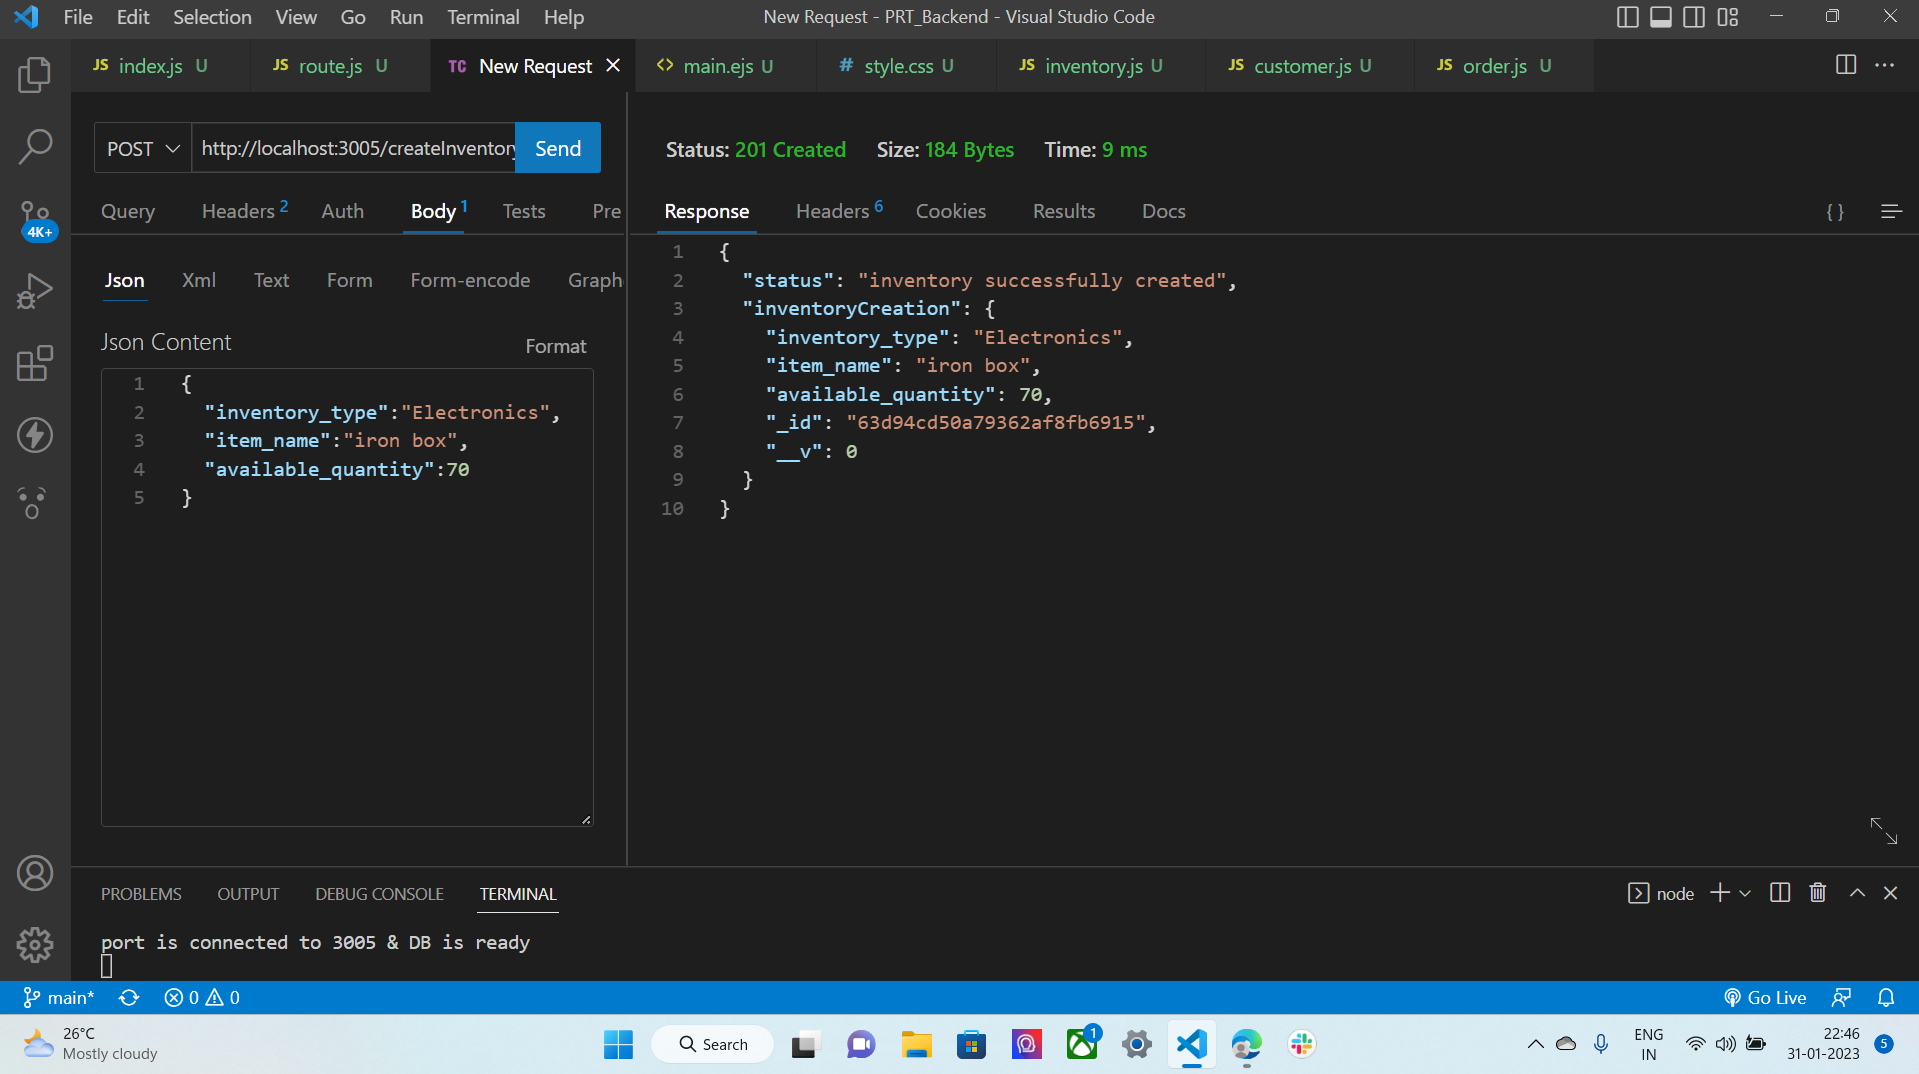 File Edit Selection View Go Run Terminal Help
New Request - PRT_Backend - Visual Studio Code
JS index.js U
JS route.js U
TC New Request
<> main.ejs U
# style.css U
JS inventory.js U
JS customer.js U
JS order.js U
4K+
POST http://localhost:3005/createInventory Send
Query Headers 2 Auth Body 1 Tests Pre
Json Xml Text Form Form-encode Graph
Json Content
Format
1 {
2 "inventory_type":"Electronics",
3 "item_name":"iron box",
4 "available_quantity":70
5 }
Status: 201 Created Size: 184 Bytes Time: 9 ms
Response Headers 6 Cookies Results Docs
{ }
1 {
2 "status": "inventory successfully created",
3 "inventoryCreation": {
4 "inventory_type": "Electronics",
5 "item_name": "iron box",
6 "available_quantity": 70,
7 "_id": "63d94cd50a79362af8fb6915",
8 "__v": 0
9 }
10 }
PROBLEMS OUTPUT DEBUG CONSOLE TERMINAL
node
port is connected to 3005 & DB is ready
main* 0 0
Go Live
26°C
Mostly cloudy
Search
1
ENG
IN
22:46
31-01-2023
5